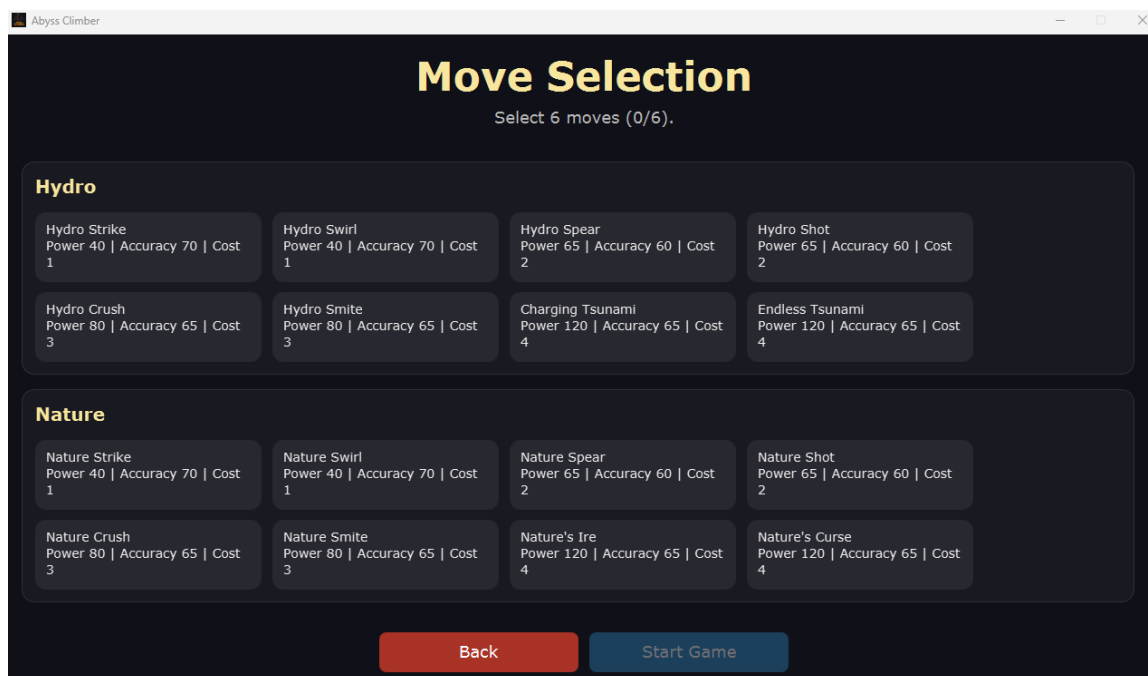 Abyss Climber
Move Selection
Select 6 moves (0/6).
Hydro
Hydro Strike
Power 40 | Accuracy 70 | Cost
1
Hydro Swirl
Power 40 | Accuracy 70 | Cost
1
Hydro Spear
Power 65 | Accuracy 60 | Cost
2
Hydro Shot
Power 65 | Accuracy 60 | Cost
2
Hydro Crush
Power 80 | Accuracy 65 | Cost
3
Hydro Smite
Power 80 | Accuracy 65 | Cost
3
Charging Tsunami
Power 120 | Accuracy 65 | Cost
4
Endless Tsunami
Power 120 | Accuracy 65 | Cost
4
Nature
Nature Strike
Power 40 | Accuracy 70 | Cost
1
Nature Swirl
Power 40 | Accuracy 70 | Cost
1
Nature Spear
Power 65 | Accuracy 60 | Cost
2
Nature Shot
Power 65 | Accuracy 60 | Cost
2
Nature Crush
Power 80 | Accuracy 65 | Cost
3
Nature Smite
Power 80 | Accuracy 65 | Cost
3
Nature's Ire
Power 120 | Accuracy 65 | Cost
4
Nature's Curse
Power 120 | Accuracy 65 | Cost
4
Back
Start Game